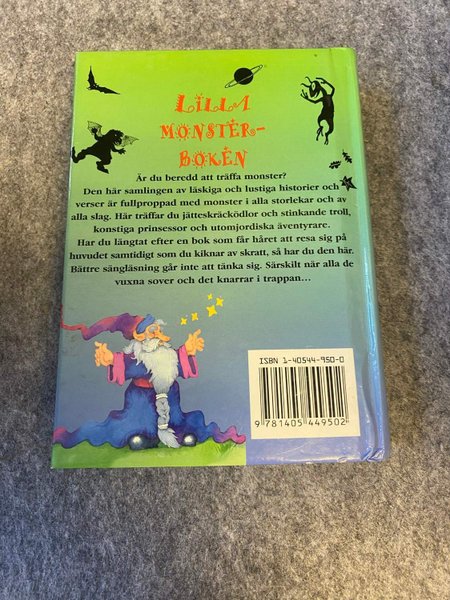 LILLA
MONSTER-
BOKEN
Är du beredd att träffa monster?
Den här samlingen av läskiga och lustiga historier och
verser är fullproppad med monster i alla storlekar och av
alla slag. Här träffar du jätteskräcködlor och stinkande troll,
konstiga prinsessor och utomjordiska äventyrare.
Har du längtat efter en bok som får håret att resa sig på
huvudet samtidigt som du kiknar av skratt, så har du den här.
Bättre sängläsning går inte att tänka sig. Särskilt när alla de
vuxna sover och det knarrar i trappan…
ISBN 1-40544-950-0
9 781405 449502